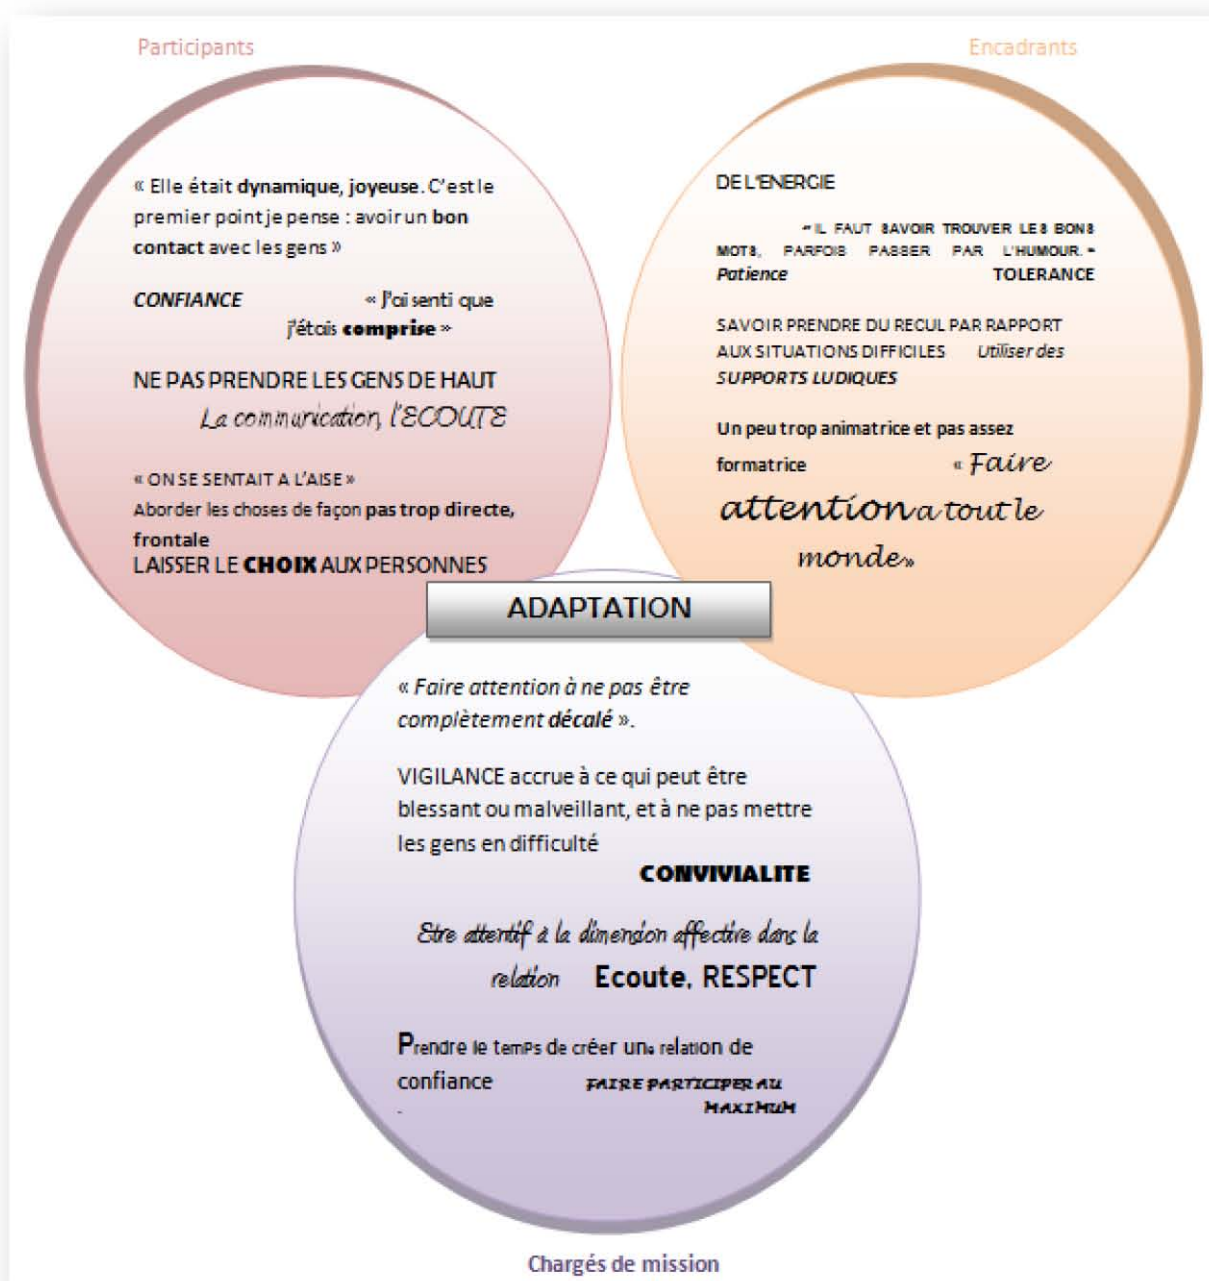 Participants
Encadrants
« Elle était dynamique, joyeuse. C'est le
premier point je pense : avoir un bon
contact avec les gens »
CONFIANCE « J'ai senti que
j'étais comprise »
NE PAS PRENDRE LES GENS DE HAUT
La communication, l'ECOUTE
« ON SE SENTAIT A L'AISE »
Aborder les choses de façon pas trop directe,
frontale
LAISSER LE CHOIX AUX PERSONNES
DE L'ENERGIE
“IL FAUT SAVOIR TROUVER LES BONS
MOTS, PARFOIS PASSER PAR L'HUMOUR.”
Patience TOLERANCE
SAVOIR PRENDRE DU RECUL PAR RAPPORT
AUX SITUATIONS DIFFICILES Utiliser des
SUPPORTS LUDIQUES
Un peu trop animatrice et pas assez
formatrice « Faire
attention a tout le
monde»
ADAPTATION
« Faire attention à ne pas être
complètement décalé ».
VIGILANCE accrue à ce qui peut être
blessant ou malveillant, et à ne pas mettre
les gens en difficulté
CONVIVIALITE
Etre attentif à la dimension affective dans la
relation Ecoute, RESPECT
Prendre le temps de créer une relation de
confiance FAIRE PARTICIPER AU
. MAXIMUM
Chargés de mission